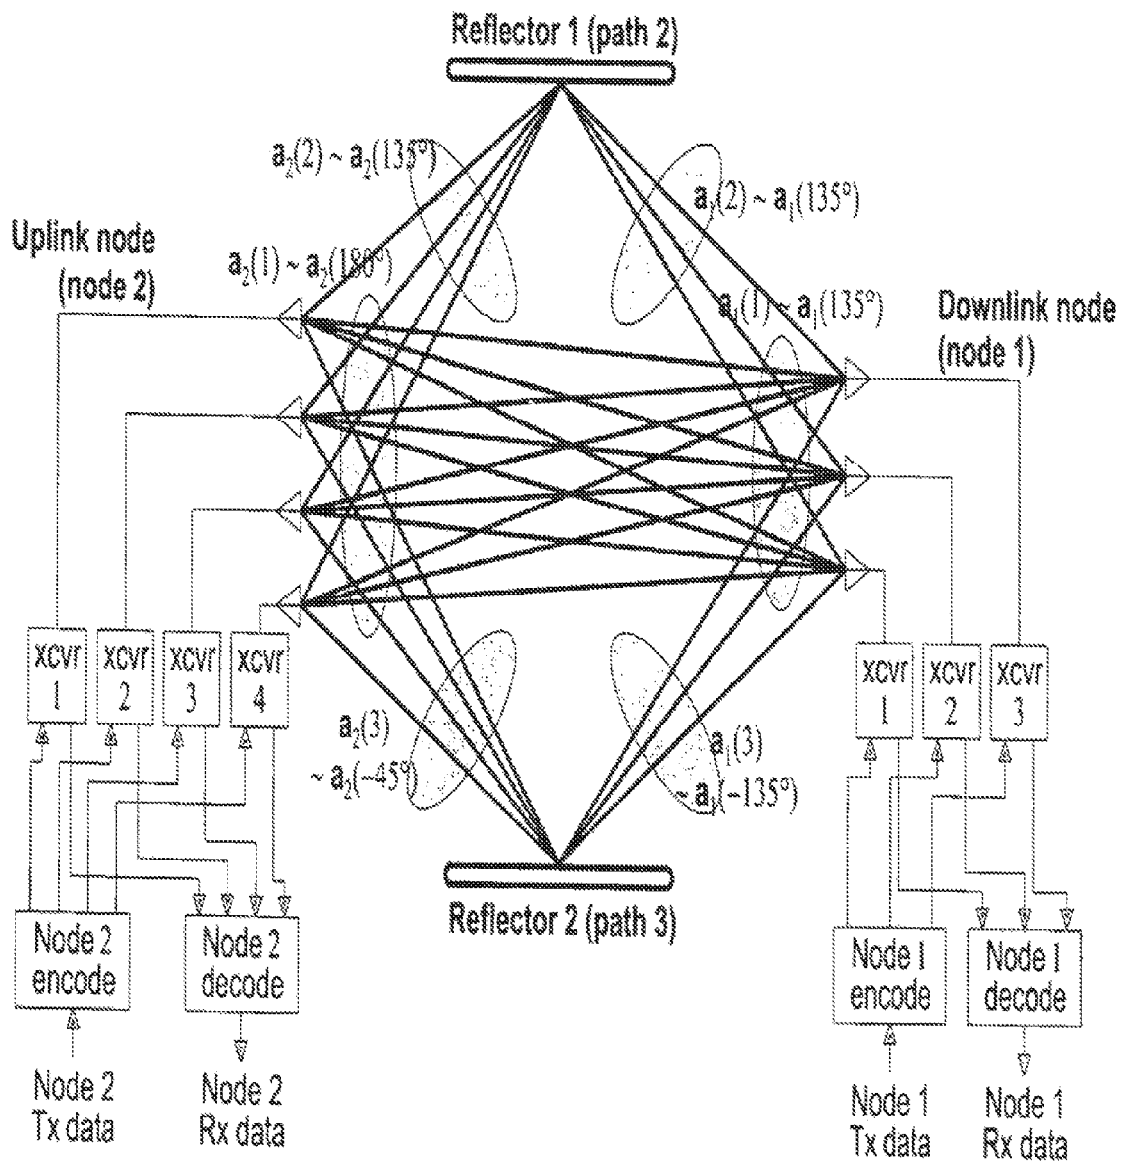 Reflector 1 (path 2)
a₂(2) ~ a₂(135°)
a₁(2) ~ a₁(135°)
Uplink node
(node 2)
a₂(1) ~ a₂(180°)
a₁(1) ~ a₁(135°)
Downlink node
(node 1)
xcvr
1
xcvr
2
xcvr
3
xcvr
4
xcvr
1
xcvr
2
xcvr
3
a₂(3)
~ a₂(–45°)
a₁(3)
~ a₁(–135°)
Reflector 2 (path 3)
Node 2
encode
Node 2
decode
Node 1
encode
Node 1
decode
Node 2
Tx data
Node 2
Rx data
Node 1
Tx data
Node 1
Rx data